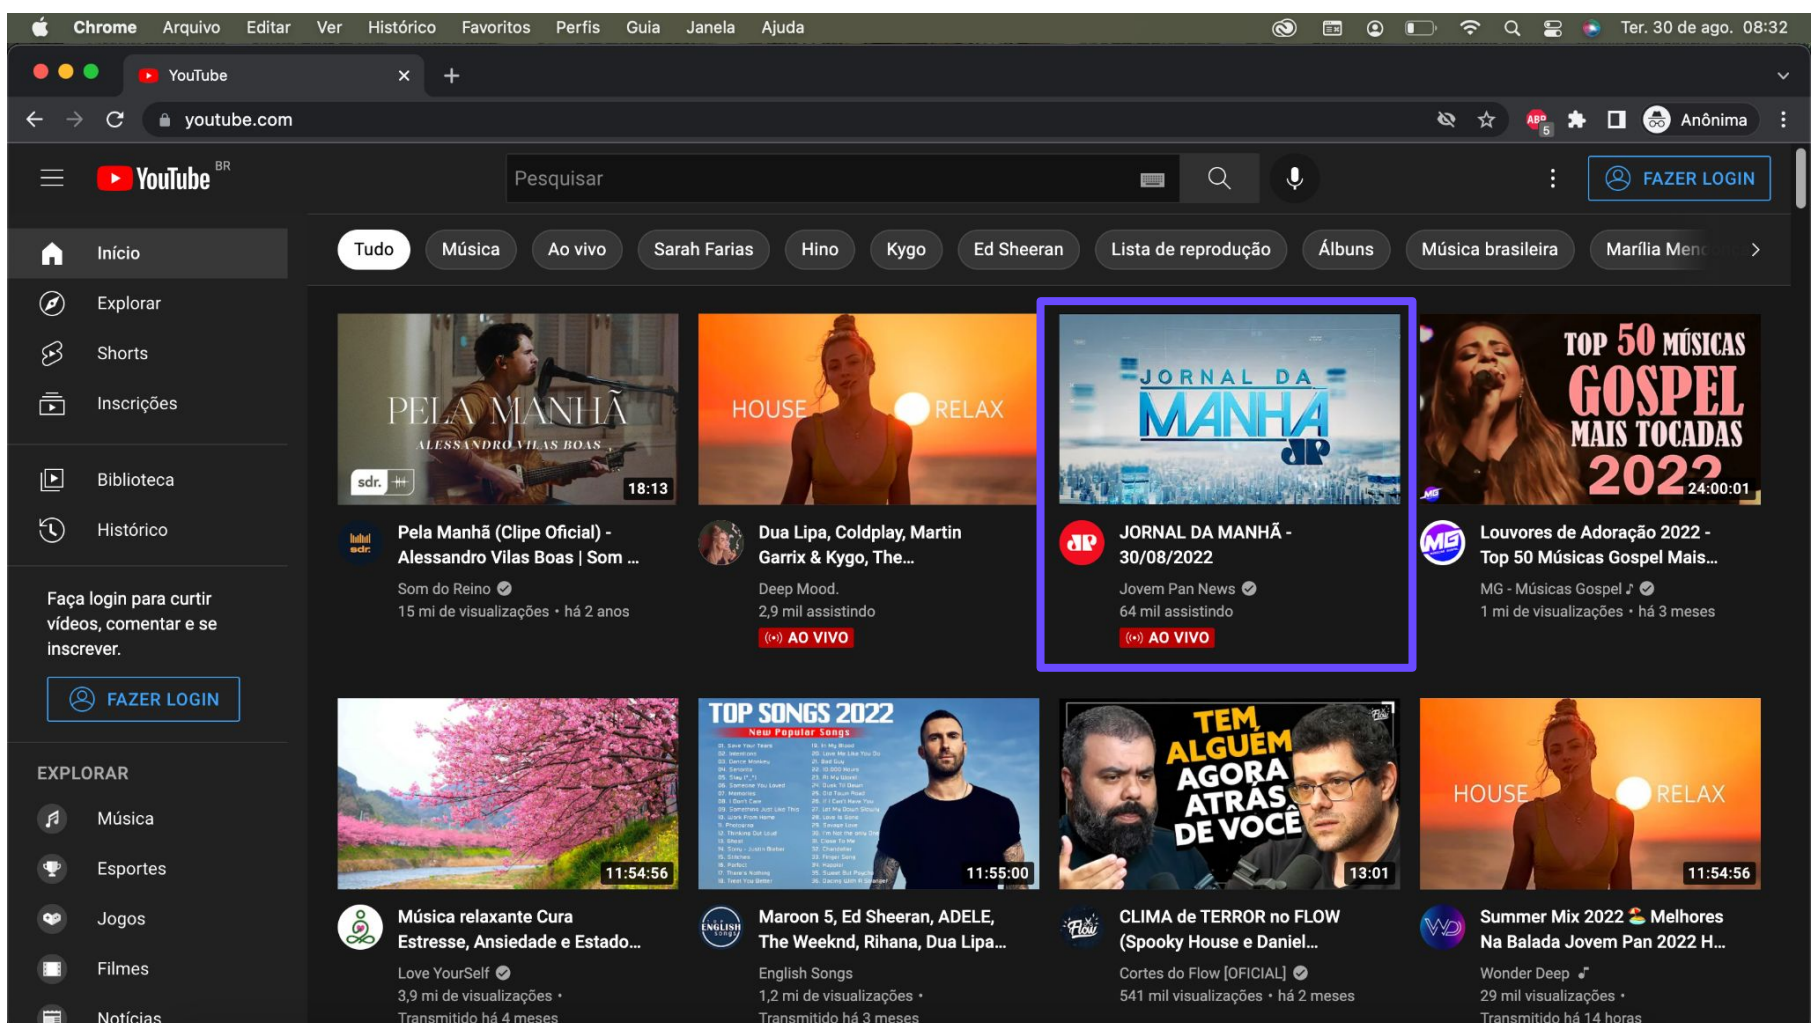 Chrome Arquivo Editar Ver Histórico Favoritos Perfis Guia Janela Ajuda Ter. 30 de ago. 08:32
YouTube
youtube.com
ABP 5 Anônima
YouTube BR
Pesquisar
FAZER LOGIN
Início
Explorar
Shorts
Inscrições
Biblioteca
Histórico
Faça login para curtir
vídeos, comentar e se
inscrever.
FAZER LOGIN
EXPLORAR
Música
Esportes
Jogos
Filmes
Notícias
Tudo Música Ao vivo Sarah Farias Hino Kygo Ed Sheeran Lista de reprodução Álbuns Música brasileira Marília
PELA MANHÃ
ALESSANDRO VILAS BOAS
sdr.
18:13
sdr.
Pela Manhã (Clipe Oficial) -
Alessandro Vilas Boas | Som ...
Som do Reino
15 mi de visualizações • há 2 anos
HOUSE RELAX
Dua Lipa, Coldplay, Martin
Garrix & Kygo, The...
Deep Mood.
2,9 mil assistindo
AO VIVO
JORNAL DA
MANHÃ
JP
JP
JORNAL DA MANHÃ -
30/08/2022
Jovem Pan News
64 mil assistindo
AO VIVO
TOP 50 MÚSICAS
GOSPEL
MAIS TOCADAS
2022
MG
24:00:01
MG
Louvores de Adoração 2022 -
Top 50 Músicas Gospel Mais...
MG - Músicas Gospel ♪
1 mi de visualizações • há 3 meses
11:54:56
Música relaxante Cura
Estresse, Ansiedade e Estado...
Love YourSelf
3,9 mi de visualizações •
Transmitido há 4 meses
TOP SONGS 2022
New Popular Songs
11:55:00
ENGLISH
songs
Maroon 5, Ed Sheeran, ADELE,
The Weeknd, Rihana, Dua Lipa...
English Songs
1,2 mi de visualizações •
Transmitido há 3 meses
TEM
ALGUÉM
AGORA
ATRÁS
DE VOCÊ
Flow
13:01
Flow
CLIMA de TERROR no FLOW
(Spooky House e Daniel...
Cortes do Flow [OFICIAL]
541 mil visualizações • há 2 meses
HOUSE RELAX
11:54:56
WD
Summer Mix 2022 🏖 Melhores
Na Balada Jovem Pan 2022 H...
Wonder Deep
29 mil visualizações •
Transmitido há 14 horas